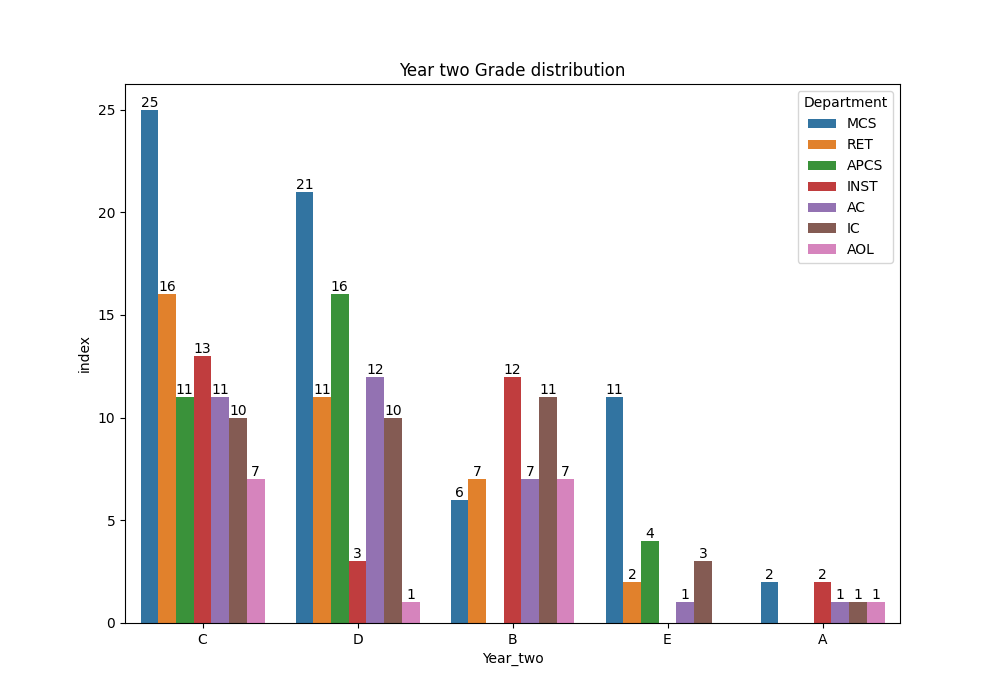 Year two Grade distribution
Department
MCS
RET
APCS
INST
AC
IC
AOL
index
25
20
15
10
5
0
25
16
11
13
11
10
7
21
11
16
3
12
10
1
6
7
12
7
11
7
11
2
4
1
3
2
2
1
1
1
C
D
B
E
A
Year_two